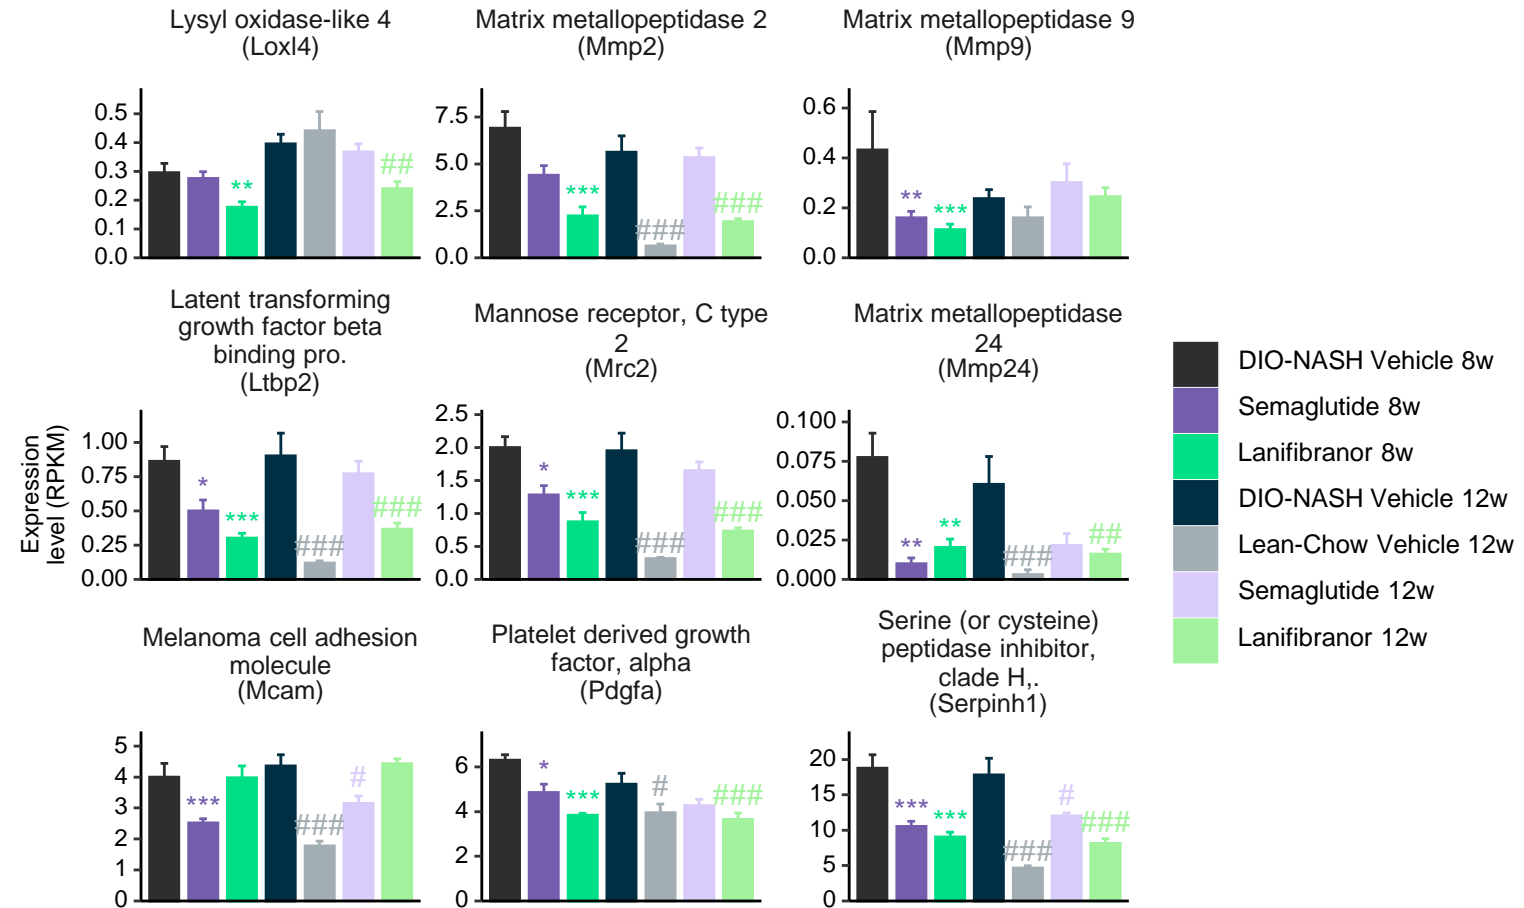 Lysyl oxidase-like 4
(Loxl4)
Matrix metallopeptidase 2
(Mmp2)
Matrix metallopeptidase 9
(Mmp9)
0.5
0.4
0.3
0.2
0.1
0.0
**
##
7.5
5.0
2.5
0.0
***
###
###
0.6
0.4
0.2
0.0
**
***
Latent transforming
growth factor beta
binding pro.
(Ltbp2)
Mannose receptor, C type
2
(Mrc2)
Matrix metallopeptidase
24
(Mmp24)
Expression
level (RPKM)
1.00
0.75
0.50
0.25
0.00
*
***
###
###
2.5
2.0
1.5
1.0
0.5
0.0
*
***
###
###
0.100
0.075
0.050
0.025
0.000
**
**
###
##
Melanoma cell adhesion
molecule
(Mcam)
Platelet derived growth
factor, alpha
(Pdgfa)
Serine (or cysteine)
peptidase inhibitor,
clade H,.
(Serpinh1)
5
4
3
2
1
0
***
###
#
6
4
2
0
*
***
#
###
20
15
10
5
0
***
***
###
#
###
DIO-NASH Vehicle 8w
Semaglutide 8w
Lanifibranor 8w
DIO-NASH Vehicle 12w
Lean-Chow Vehicle 12w
Semaglutide 12w
Lanifibranor 12w